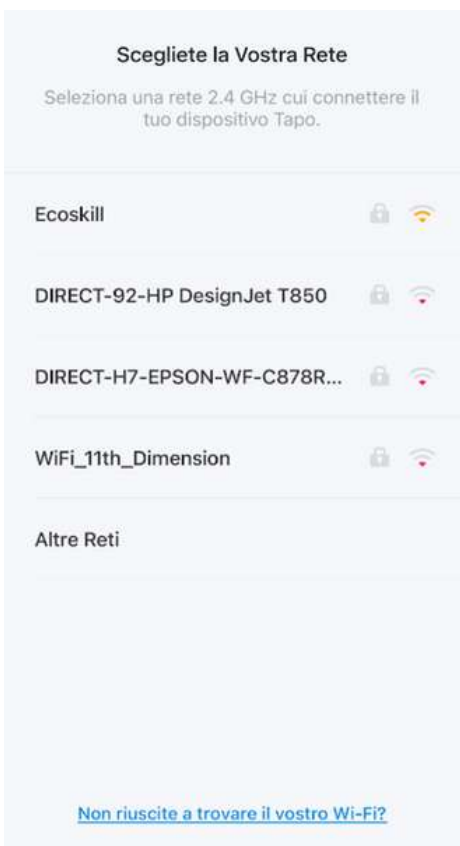 Scegliete la Vostra Rete
Seleziona una rete 2.4 GHz cui connettere il
tuo dispositivo Tapo.
Ecoskill
DIRECT-92-HP DesignJet T850
DIRECT-H7-EPSON-WF-C878R...
WiFi_11th_Dimension
Altre Reti
Non riuscite a trovare il vostro Wi-Fi?